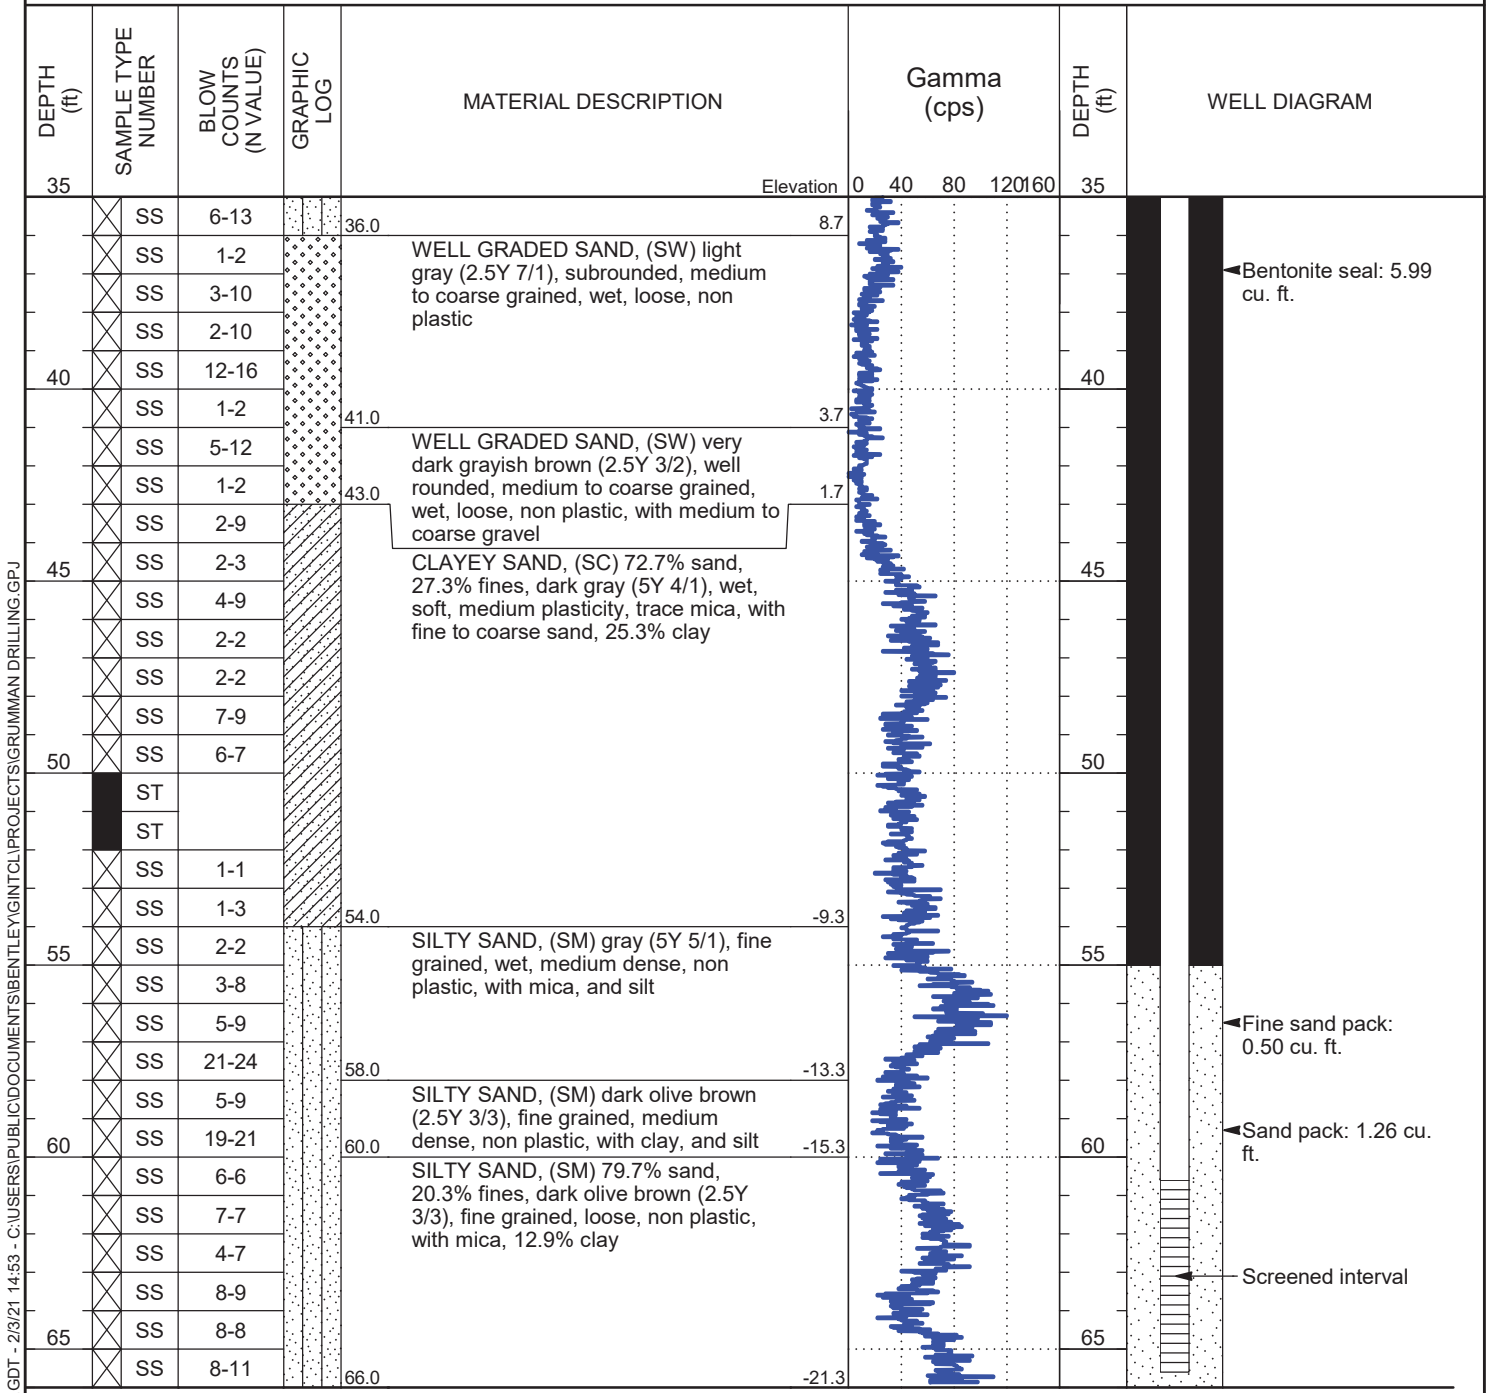 DEPTH
(ft)
SAMPLE TYPE
NUMBER
BLOW
COUNTS
(N VALUE)
GRAPHIC
LOG
MATERIAL DESCRIPTION
Gamma
(cps)
DEPTH
(ft)
WELL DIAGRAM
35
Elevation
0 40 80 120160
35
SS 6-13
36.0 8.7
SS 1-2
SS 3-10
SS 2-10
SS 12-16
40
SS 1-2
41.0 3.7
SS 5-12
SS 1-2
43.0 1.7
SS 2-9
SS 2-3
45
SS 4-9
SS 2-2
SS 2-2
SS 7-9
SS 6-7
50
ST
ST
SS 1-1
SS 1-3
54.0 -9.3
SS 2-2
55
SS 3-8
SS 5-9
SS 21-24
58.0 -13.3
SS 5-9
SS 19-21
60
60.0 -15.3
SS 6-6
SS 7-7
SS 4-7
SS 8-9
SS 8-8
65
SS 8-11
66.0 -21.3
WELL GRADED SAND, (SW) light
gray (2.5Y 7/1), subrounded, medium
to coarse grained, wet, loose, non
plastic
WELL GRADED SAND, (SW) very
dark grayish brown (2.5Y 3/2), well
rounded, medium to coarse grained,
wet, loose, non plastic, with medium to
coarse gravel
CLAYEY SAND, (SC) 72.7% sand,
27.3% fines, dark gray (5Y 4/1), wet,
soft, medium plasticity, trace mica, with
fine to coarse sand, 25.3% clay
SILTY SAND, (SM) gray (5Y 5/1), fine
grained, wet, medium dense, non
plastic, with mica, and silt
SILTY SAND, (SM) dark olive brown
(2.5Y 3/3), fine grained, medium
dense, non plastic, with clay, and silt
SILTY SAND, (SM) 79.7% sand,
20.3% fines, dark olive brown (2.5Y
3/3), fine grained, loose, non plastic,
with mica, 12.9% clay
40
45
50
55
60
65
Bentonite seal: 5.99
cu. ft.
Fine sand pack:
0.50 cu. ft.
Sand pack: 1.26 cu.
ft.
Screened interval
GDT - 2/3/21 14:53 - C:\USERS\PUBLIC\DOCUMENTS\BENTLEY\GINTCL\PROJECTS\GRUMMAN DRILLING.GPJ